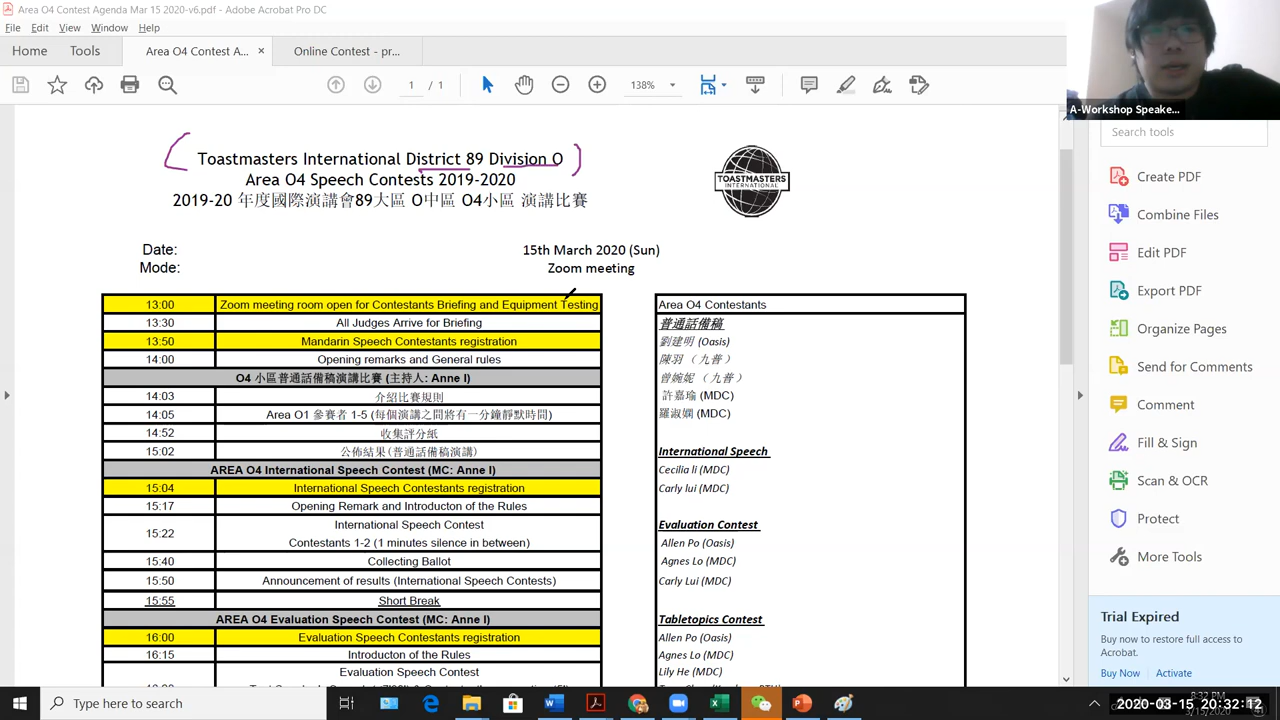 Area O4 Contest Agenda Mar 15 2020-v6.pdf - Adobe Acrobat Pro DC
File Edit View Window Help
Home Tools Area O4 Contest A... × Online Contest - pr...
1 / 1 138%
A-Workshop Speake...
Toastmasters International District 89 Division O
Area O4 Speech Contests 2019-2020
2019-20 年度國際演講會89大區 O中區 O4小區 演講比賽
TOASTMASTERS
INTERNATIONAL
Date: 15th March 2020 (Sun)
Mode: Zoom meeting
13:00 Zoom meeting room open for Contestants Briefing and Equipment Testing
13:30 All Judges Arrive for Briefing
13:50 Mandarin Speech Contestants registration
14:00 Opening remarks and General rules
O4 小區普通話備稿演講比賽 (主持人: Anne I)
14:03 介紹比賽規則
14:05 Area O1 參賽者 1-5 (每個演講之間將有一分鐘靜默時間)
14:52 收集評分紙
15:02 公佈結果(普通話備稿演講)
AREA O4 International Speech Contest (MC: Anne I)
15:04 International Speech Contestants registration
15:17 Opening Remark and Introducton of the Rules
15:22 International Speech Contest
Contestants 1-2 (1 minutes silence in between)
15:40 Collecting Ballot
15:50 Announcement of results (International Speech Contests)
15:55 Short Break
AREA O4 Evaluation Speech Contest (MC: Anne I)
16:00 Evaluation Speech Contestants registration
16:15 Introducton of the Rules
Evaluation Speech Contest
Area O4 Contestants
普通話備稿
劉建明 (Oasis)
陳羽 （九善）
曾婉妮 （九善）
許嘉瑜 (MDC)
羅淑嫻 (MDC)
International Speech
Cecilia li (MDC)
Carly lui (MDC)
Evaluation Contest
Allen Po (Oasis)
Agnes Lo (MDC)
Carly Lui (MDC)
Tabletopics Contest
Allen Po (Oasis)
Agnes Lo (MDC)
Lily He (MDC)
Search tools
Create PDF
Combine Files
Edit PDF
Export PDF
Organize Pages
Send for Comments
Comment
Fill & Sign
Scan & OCR
Protect
More Tools
Trial Expired
Buy now to restore full access to
Acrobat.
Buy Now Activate
Type here to search
8:32 PM
2020-03-15 20:32:12